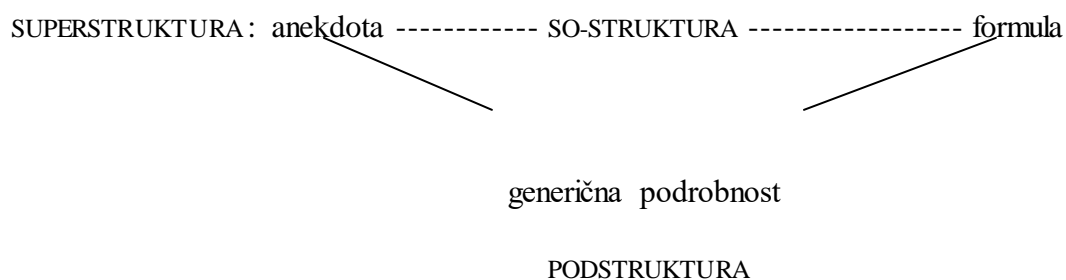 SUPERSTRUKTURA: anekdota ------------ SO-STRUKTURA ------------------ formula
generična podrobnost
PODSTRUKTURA